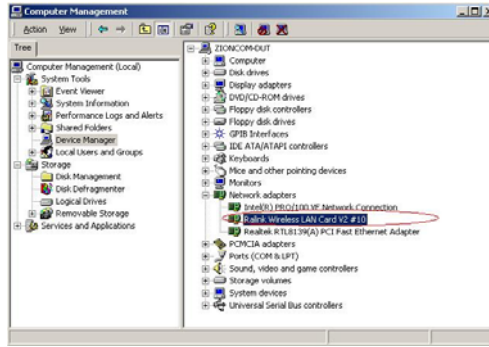 Computer Management
Action View
Tree
Computer Management (Local)
System Tools
Event Viewer
System Information
Performance Logs and Alerts
Shared Folders
Device Manager
Local Users and Groups
Storage
Disk Management
Disk Defragmenter
Logical Drives
Removable Storage
Services and Applications
ZIONCOM-DUT
Computer
Disk drives
Display adapters
DVD/CD-ROM drives
Floppy disk controllers
Floppy disk drives
GPIB Interfaces
IDE ATA/ATAPI controllers
Keyboards
Mice and other pointing devices
Monitors
Network adapters
Intel(R) PRO/100 VE Network Connection
Ralink Wireless LAN Card V2 #10
Realtek RTL8139(A) PCI Fast Ethernet Adapter
PCMCIA adapters
Ports (COM & LPT)
Sound, video and game controllers
Storage volumes
System devices
Universal Serial Bus controllers